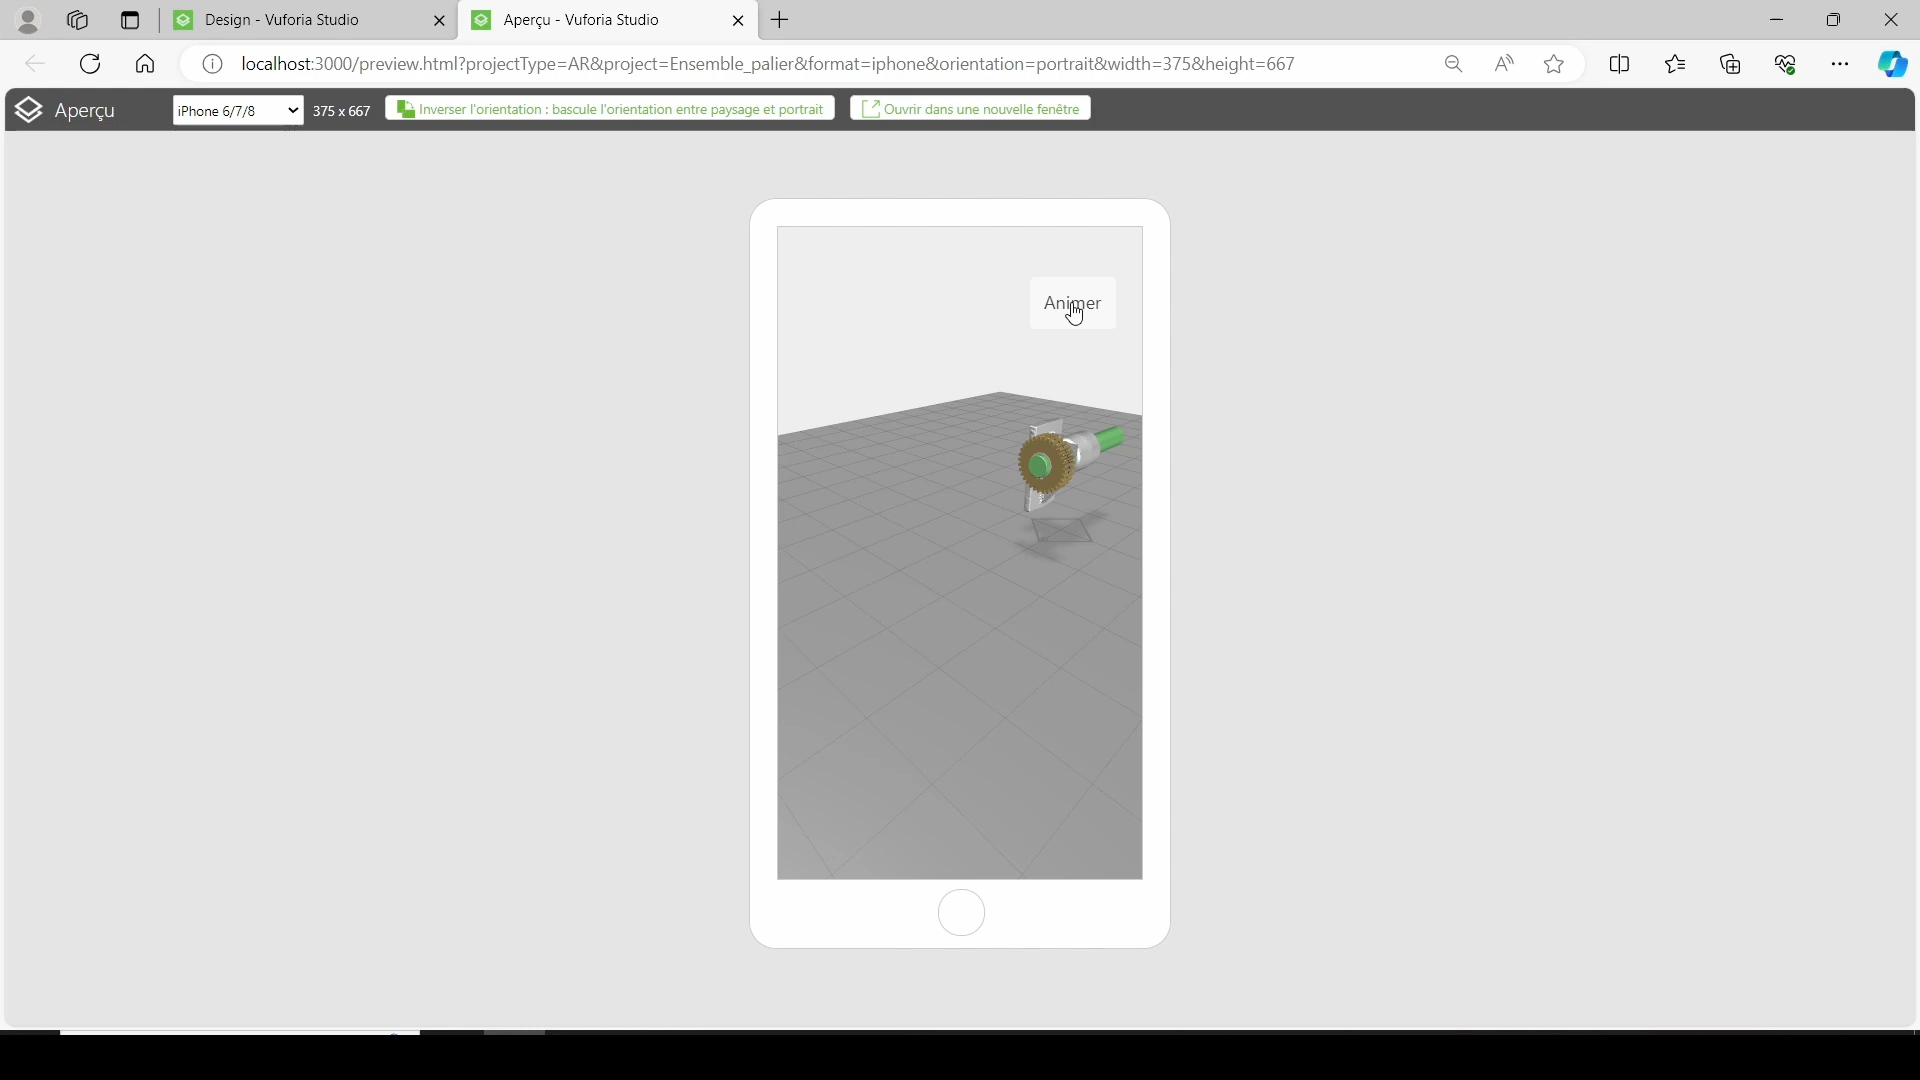 Design - Vuforia Studio
Aperçu - Vuforia Studio
localhost:3000/preview.html?projectType=AR&project=Ensemble_palier&format=iphone&orientation=portrait&width=375&height=667
Aperçu
iPhone 6/7/8
375 x 667
Inverser l'orientation : bascule l'orientation entre paysage et portrait
Ouvrir dans une nouvelle fenêtre
Animer